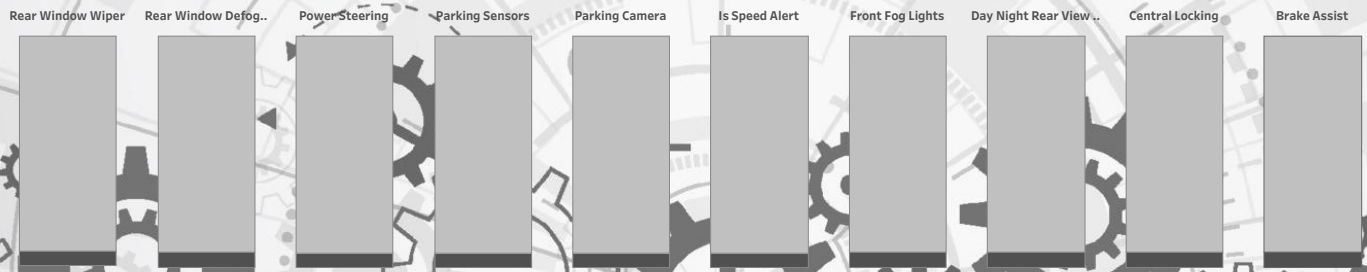 Rear Window Wiper
Rear Window Defog..
Power Steering
Parking Sensors
Parking Camera
Is Speed Alert
Front Fog Lights
Day Night Rear View ..
Central Locking
Brake Assist